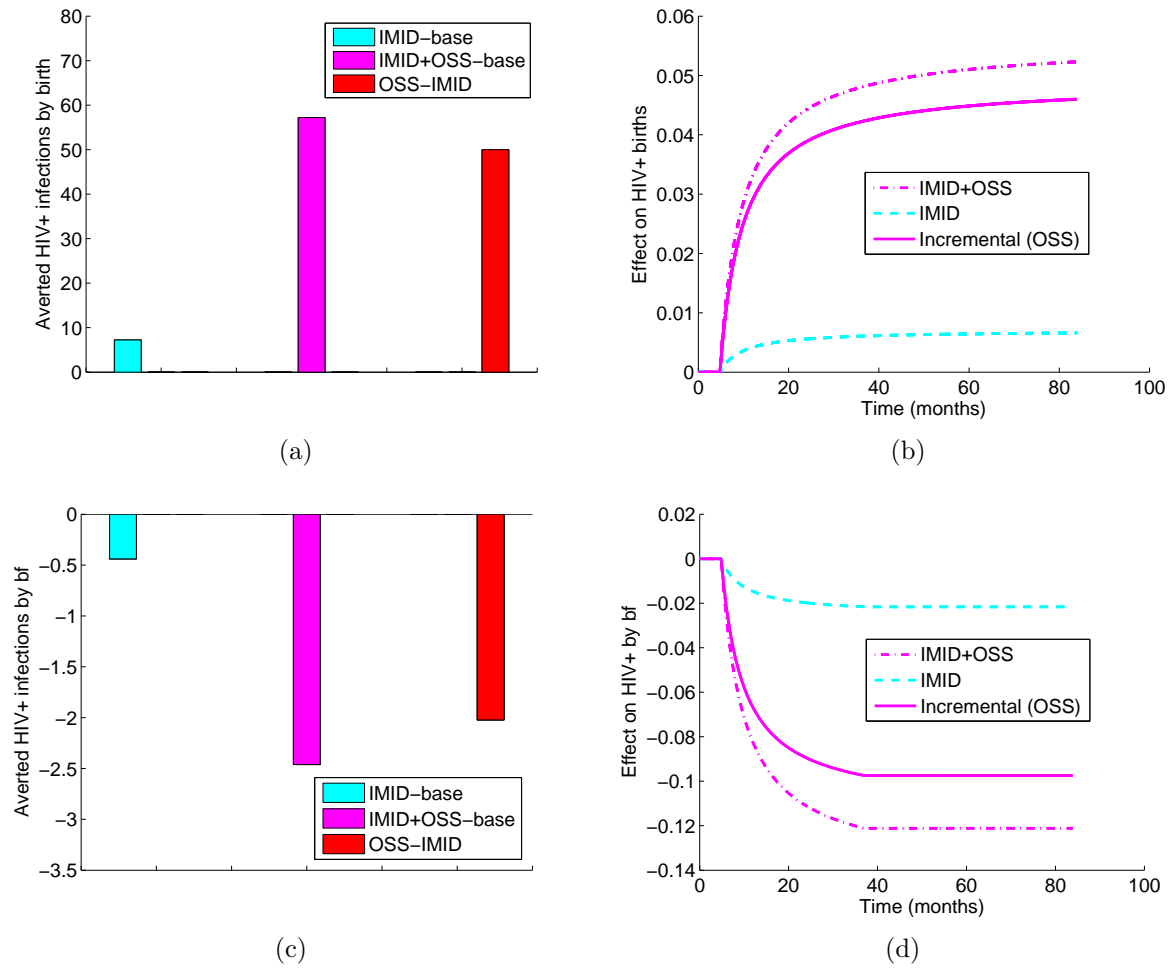 80
70
60
50
40
30
20
10
0
Averted HIV+ infections by birth
IMID−base
IMID+OSS−base
OSS−IMID
(a)
0.06
0.05
0.04
0.03
0.02
0.01
0
Effect on HIV+ births
IMID+OSS
IMID
Incremental (OSS)
0 20 40 60 80 100
Time (months)
(b)
0
−0.5
−1
−1.5
−2
−2.5
−3
−3.5
Averted HIV+ infections by bf
IMID−base
IMID+OSS−base
OSS−IMID
(c)
0.02
0
−0.02
−0.04
−0.06
−0.08
−0.1
−0.12
−0.14
Effect on HIV+ by bf
IMID+OSS
IMID
Incremental (OSS)
0 20 40 60 80 100
Time (months)
(d)